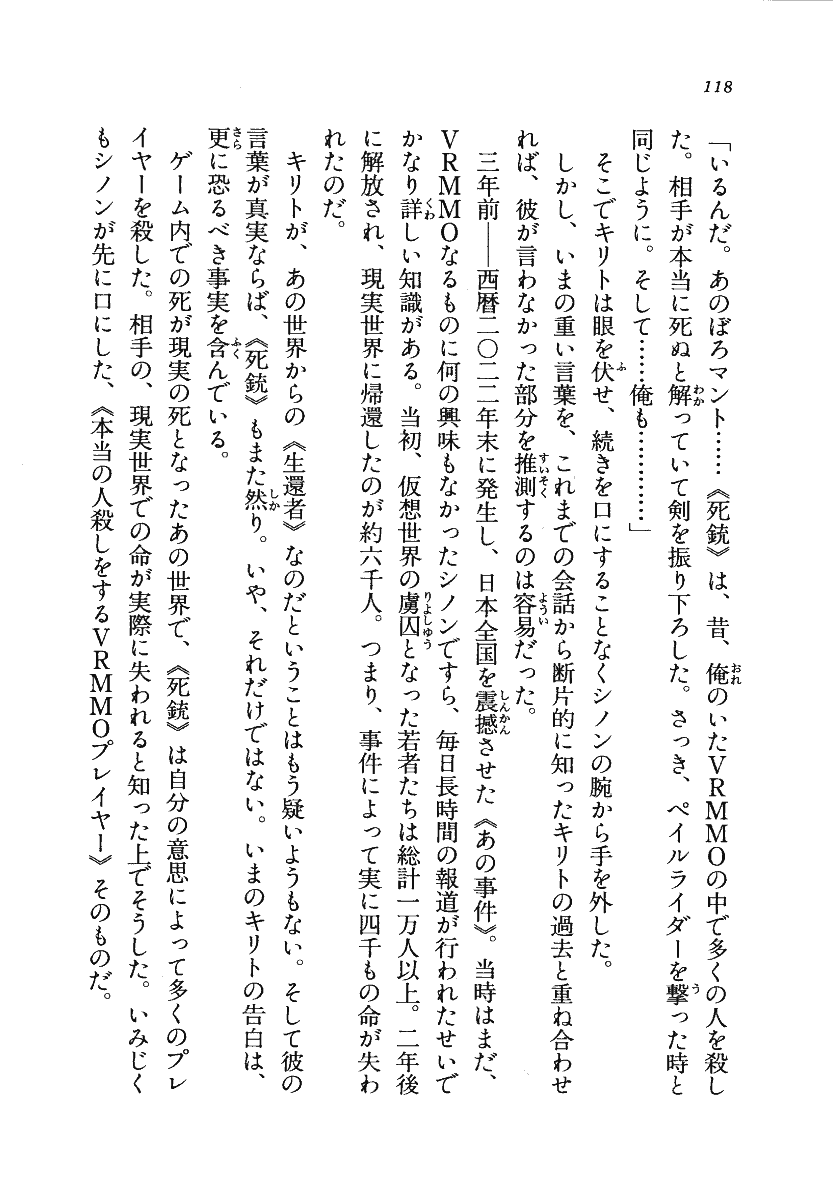 118
「いるんだ。あのぼろマント……《死銃》は、昔、俺のいたVRMMOの中で多くの人を殺し
た。相手が本当に死ぬと解っていて剣を振り下ろした。さっき、ペイルライダーを撃った時と
同じように。そして……俺も…………」
　そこでキリトは眼を伏せ、続きを口にすることなくシノンの腕から手を外した。
　しかし、いまの重い言葉を、これまでの会話から断片的に知ったキリトの過去と重ね合わせ
れば、彼が言わなかった部分を推測するのは容易だった。
　三年前――西暦二〇二二年末に発生し、日本全国を震撼させた《あの事件》。当時はまだ、
VRMMOなるものに何の興味もなかったシノンですら、毎日長時間の報道が行われたせいで
かなり詳しい知識がある。当初、仮想世界の虜囚となった若者たちは総計一万人以上。二年後
に解放され、現実世界に帰還したのが約六千人。つまり、事件によって実に四千もの命が失わ
れたのだ。
　キリトが、あの世界からの《生還者》なのだということはもう疑いようもない。そして彼の
言葉が真実ならば、《死銃》もまた然り。いや、それだけではない。いまのキリトの告白は、
更に恐るべき事実を含んでいる。
　ゲーム内での死が現実の死となったあの世界で、《死銃》は自分の意思によって多くのプレ
イヤーを殺した。相手の、現実世界での命が実際に失われると知った上でそうした。いみじく
もシノンが先に口にした、《本当の人殺しをするVRMMOプレイヤー》そのものだ。